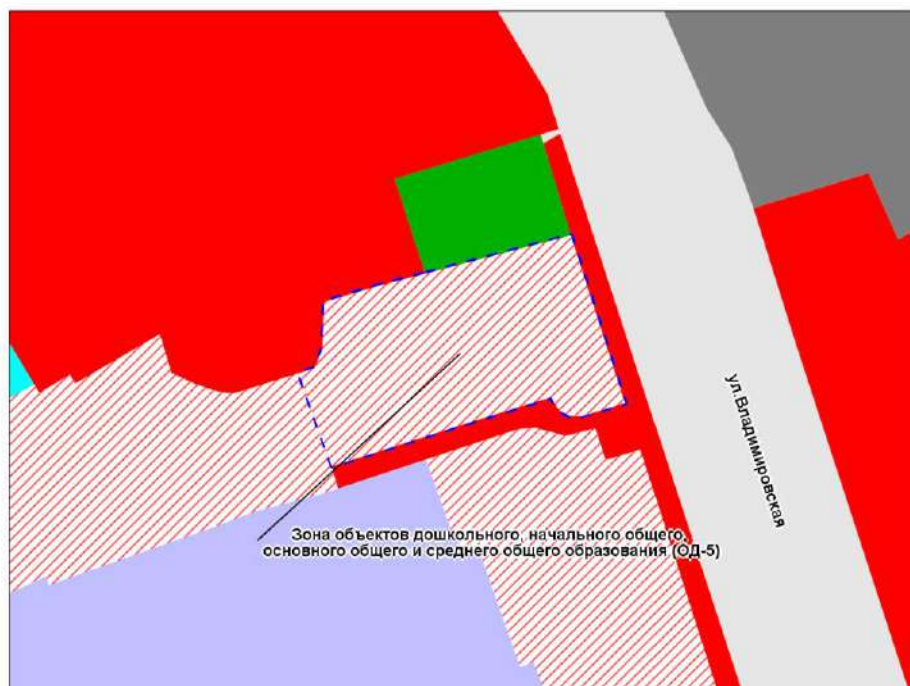 ул.Владимировская
Зона объектов дошкольного, начального общего,
основного общего и среднего общего образования (ОД-5)